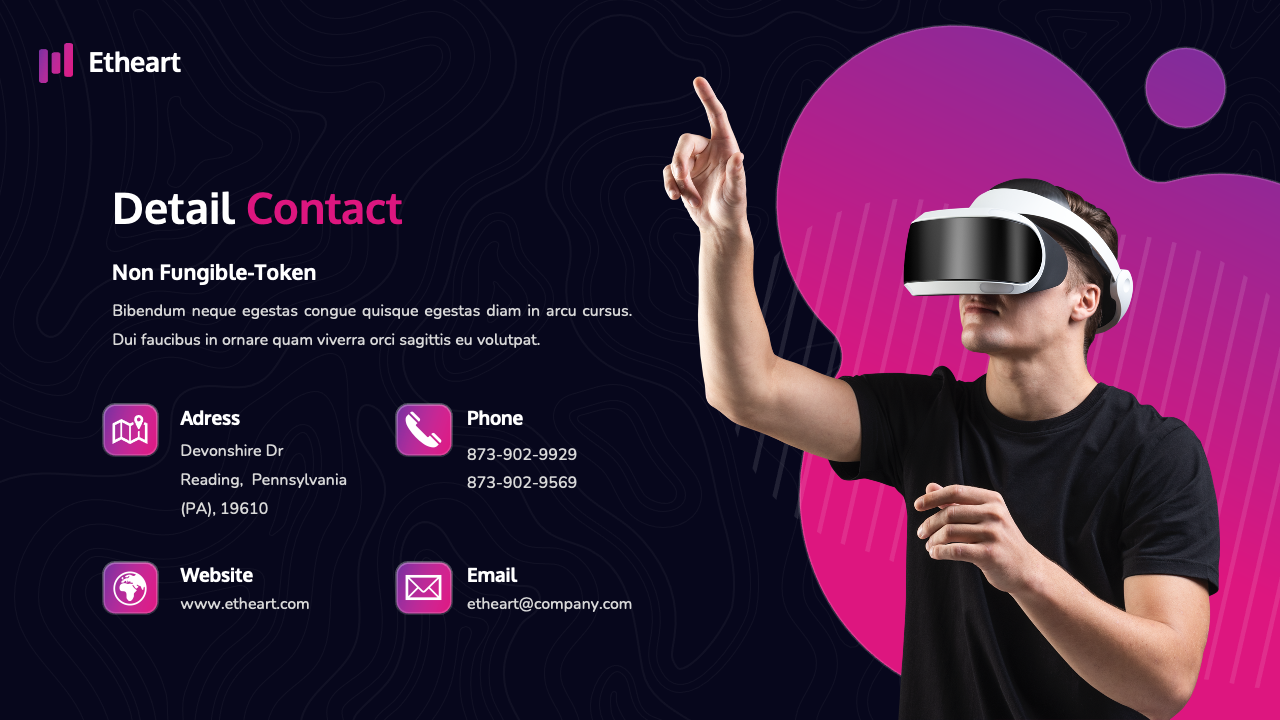 Etheart
Detail Contact
Non Fungible-Token
Bibendum neque egestas congue quisque egestas diam in arcu cursus.
Dui faucibus in ornare quam viverra orci sagittis eu volutpat.
Adress
Devonshire Dr
Reading, Pennsylvania
(PA), 19610
Phone
873-902-9929
873-902-9569
Website
www.etheart.com
Email
etheart@company.com